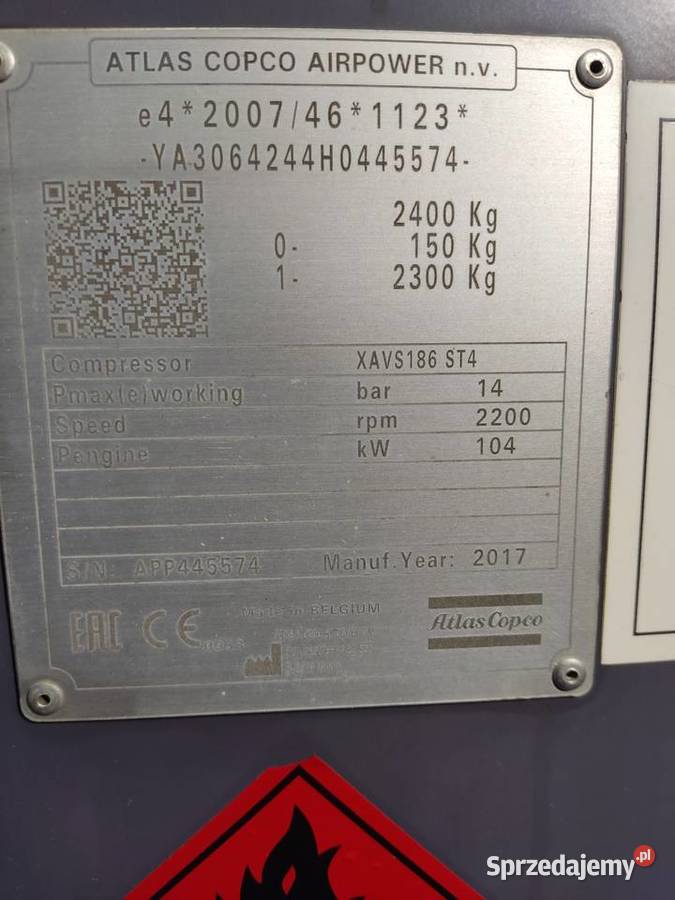 ATLAS COPCO AIRPOWER n.v.
e4*2007/46*1123*
-YA3064244H0445574-
2400 Kg
0- 150 Kg
1- 2300 Kg
Compressor XAVS186 ST4
Pmax(e)working bar 14
Speed rpm 2200
Pengine kW 104
S/N: APP445574 Manuf.Year: 2017
Made in BELGIUM
EAC CE
Atlas Copco
Sprzedajemy.pl